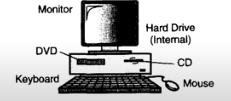 Monitor
Hard Drive
(Internal)
DVD
CD
Keyboard
Mouse